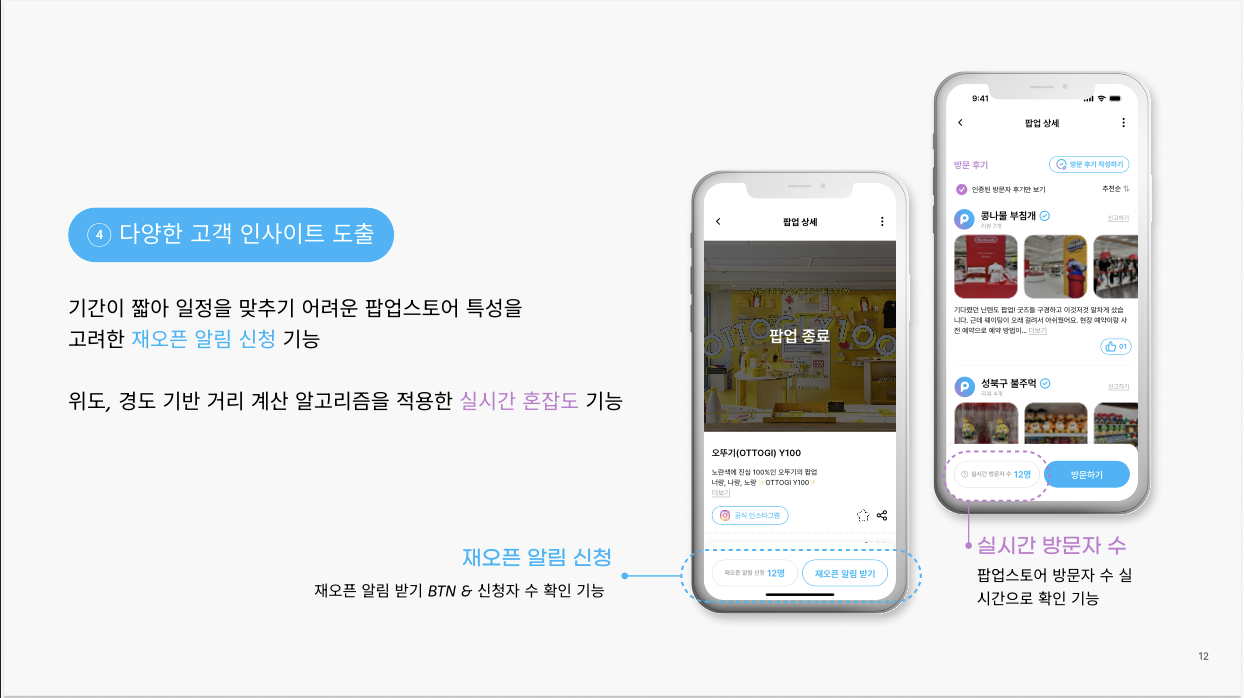 ④ 다양한 고객 인사이트 도출
기간이 짧아 일정을 맞추기 어려운 팝업스토어 특성을
고려한 재오픈 알림 신청 기능
위도, 경도 기반 거리 계산 알고리즘을 적용한 실시간 혼잡도 기능
재오픈 알림 신청
재오픈 알림 받기 BTN & 신청자 수 확인 기능
팝업 상세
팝업 종료
오뚜기(OTTOGI) Y100
노란색에 진심 100%인 오뚜기의 팝업
너랑, 나랑, 노랑 ✨OTTOGI Y100✨
더보기
공식 인스타그램
재오픈 알림 신청 12명
재오픈 알림 받기
9:41
팝업 상세
방문 후기
방문 후기 작성하기
인증된 방문자 후기만 보기
추천순
콩나물 부침개
신고하기
리뷰 7개
Nintendo
기다렸던 닌텐도 팝업! 굿즈를 구경하고 이것저것 알차게 샀습
니다. 근데 웨이팅이 오래 걸려서 아쉬웠어요. 현장 예약이랑 사
전 예약으로 예약 방법이... 더보기
01
성북구 불주먹
신고하기
리뷰 4개
실시간 방문자 수 12명
방문하기
실시간 방문자 수
팝업스토어 방문자 수 실
시간으로 확인 기능
12